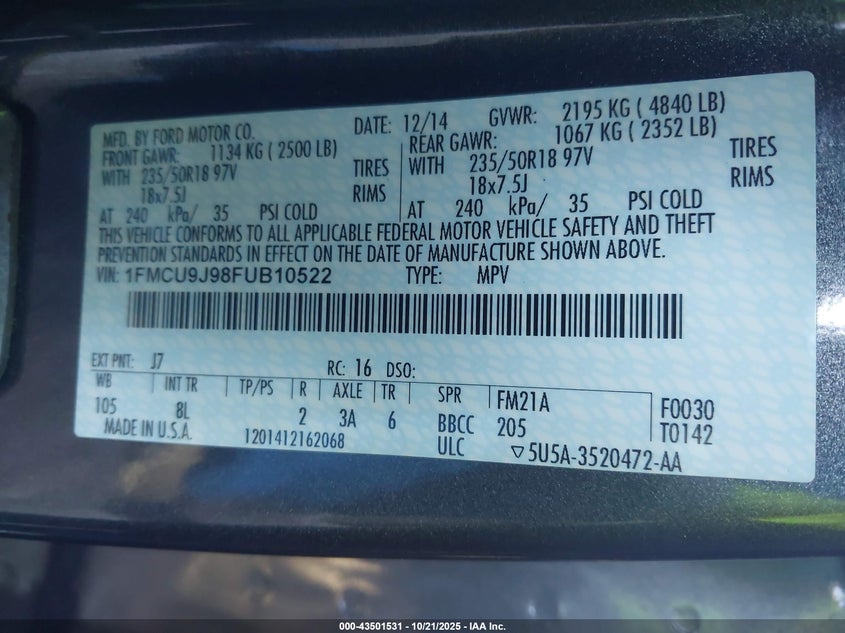 MFD. BY FORD MOTOR CO. DATE: 12/14 GVWR: 2195 KG ( 4840 LB)
FRONT GAWR: 1134 KG ( 2500 LB) REAR GAWR: 1067 KG ( 2352 LB)
WITH 235/50R18 97V TIRES WITH 235/50R18 97V TIRES
18x7.5J RIMS 18x7.5J RIMS
AT 240 kPa/ 35 PSI COLD AT 240 kPa/ 35 PSI COLD
THIS VEHICLE CONFORMS TO ALL APPLICABLE FEDERAL MOTOR VEHICLE SAFETY AND THEFT
PREVENTION STANDARDS IN EFFECT ON THE DATE OF MANUFACTURE SHOWN ABOVE.
VIN: 1FMCU9J98FUB10522 TYPE: MPV
EXT PNT: J7 RC: 16 DSO:
WB INT TR TP/PS R AXLE TR SPR FM21A F0030
105 8L 2 3A 6 BBCC 205 T0142
MADE IN U.S.A. 1201412162068 ULC ▽5U5A-3520472-AA
000-43501531 - 10/21/2025 - IAA Inc.